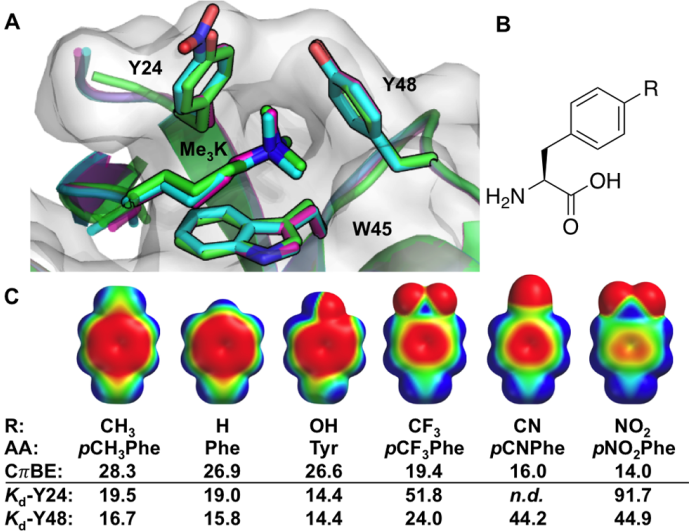 A
Y24
Y48
Me₃K
W45
B
R
H₂N
OH
O
C
R: CH₃ H OH CF₃ CN NO₂
AA: pCH₃Phe Phe Tyr pCF₃Phe pCNPhe pNO₂Phe
CπBE: 28.3 26.9 26.6 19.4 16.0 14.0
Kd-Y24: 19.5 19.0 14.4 51.8 n.d. 91.7
Kd-Y48: 16.7 15.8 14.4 24.0 44.2 44.9